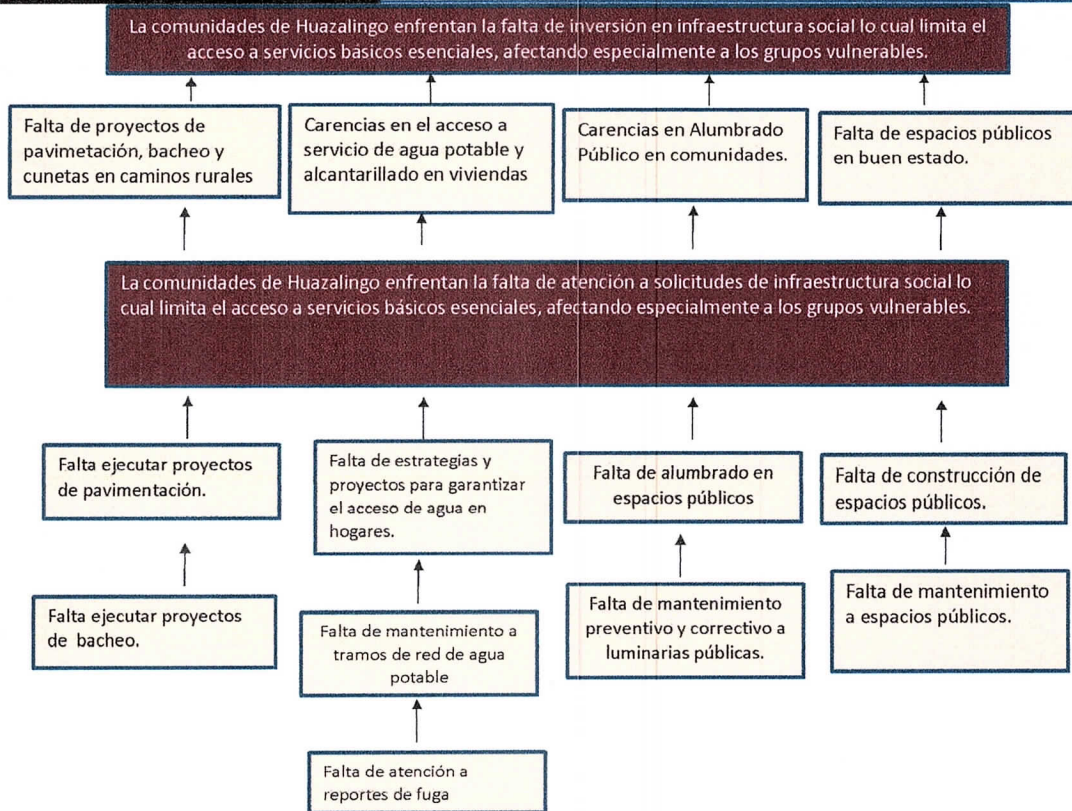 La comunidades de Huazalingo enfrentan la falta de inversión en infraestructura social lo cual limita el
acceso a servicios básicos esenciales, afectando especialmente a los grupos vulnerables.
Falta de proyectos de
pavimetación, bacheo y
cunetas en caminos rurales
Carencias en el acceso a
servicio de agua potable y
alcantarillado en viviendas
Carencias en Alumbrado
Público en comunidades.
Falta de espacios públicos
en buen estado.
La comunidades de Huazalingo enfrentan la falta de atención a solicitudes de infraestructura social lo
cual limita el acceso a servicios básicos esenciales, afectando especialmente a los grupos vulnerables.
Falta ejecutar proyectos
de pavimentación.
Falta de estrategias y
proyectos para garantizar
el acceso de agua en
hogares.
Falta de alumbrado en
espacios públicos
Falta de construcción de
espacios públicos.
Falta ejecutar proyectos
de bacheo.
Falta de mantenimiento a
tramos de red de agua
potable
Falta de mantenimiento
preventivo y correctivo a
luminarias públicas.
Falta de mantenimiento
a espacios públicos.
Falta de atención a
reportes de fuga